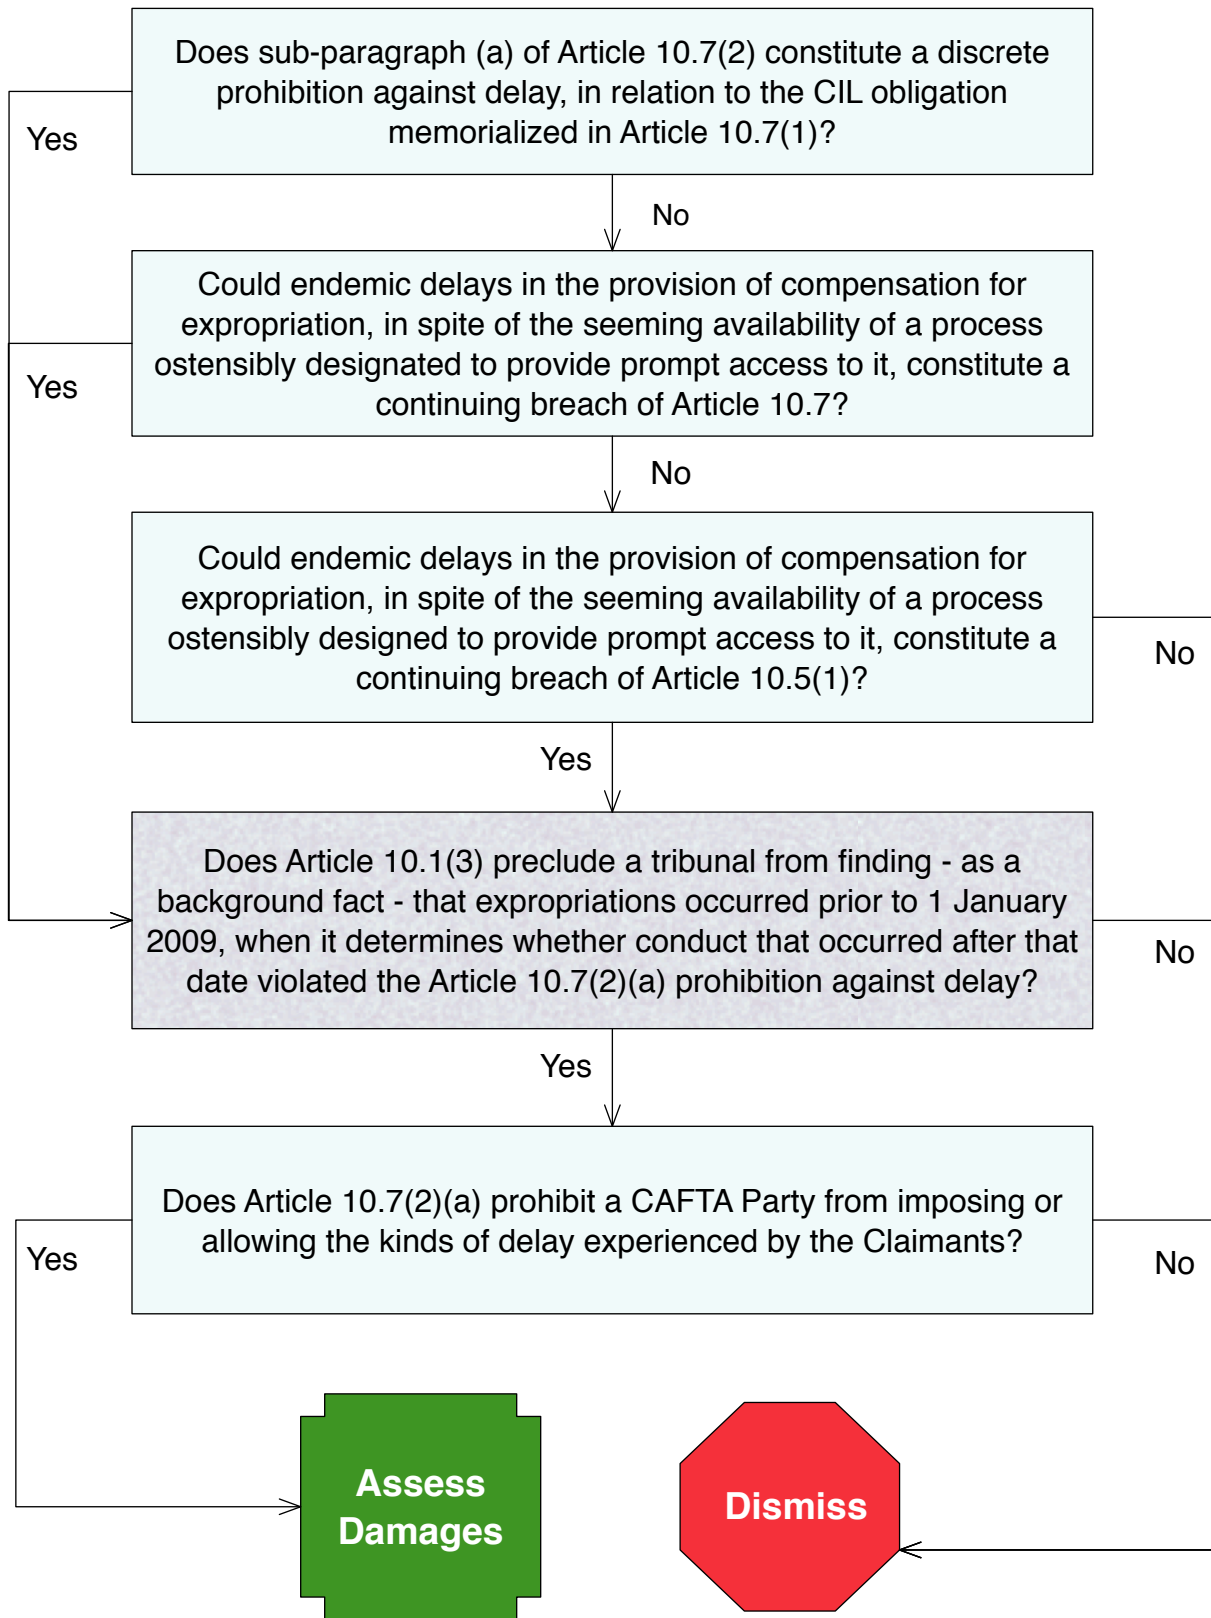 Does sub-paragraph (a) of Article 10.7(2) constitute a discrete
prohibition against delay, in relation to the CIL obligation
memorialized in Article 10.7(1)?
Yes
No
Could endemic delays in the provision of compensation for
expropriation, in spite of the seeming availability of a process
ostensibly designated to provide prompt access to it, constitute a
continuing breach of Article 10.7?
Yes
No
Could endemic delays in the provision of compensation for
expropriation, in spite of the seeming availability of a process
ostensibly designed to provide prompt access to it, constitute a
continuing breach of Article 10.5(1)?
No
Yes
Does Article 10.1(3) preclude a tribunal from finding - as a
background fact - that expropriations occurred prior to 1 January
2009, when it determines whether conduct that occurred after that
date violated the Article 10.7(2)(a) prohibition against delay?
No
Yes
Does Article 10.7(2)(a) prohibit a CAFTA Party from imposing or
allowing the kinds of delay experienced by the Claimants?
Yes
No
Assess
Damages
Dismiss